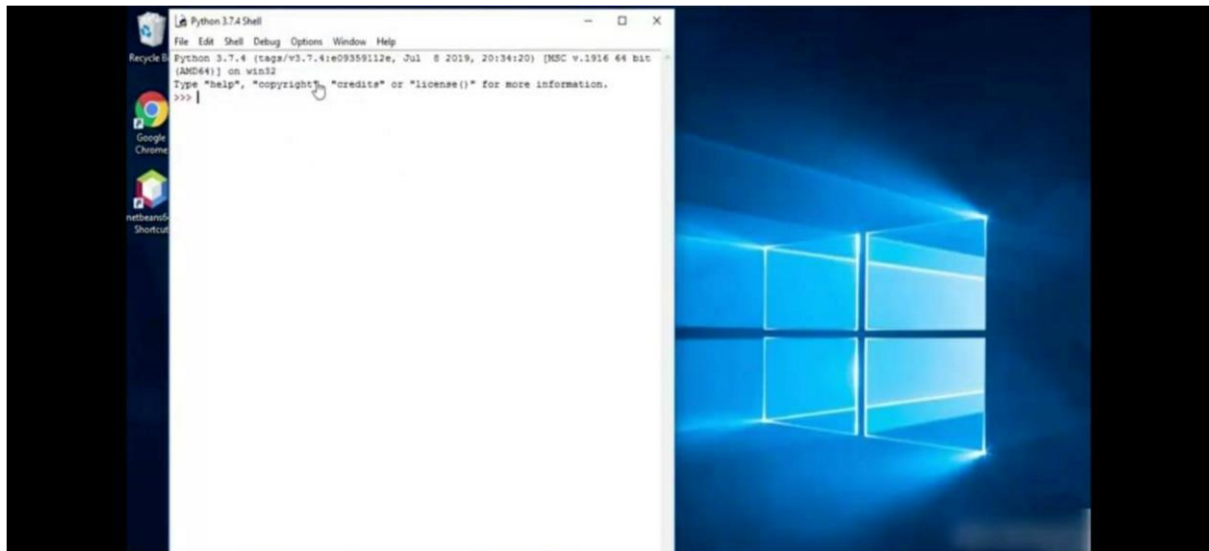 Python 3.7.4 Shell
File Edit Shell Debug Options Window Help
Python 3.7.4 (tags/v3.7.4:e09359112e, Jul 8 2019, 20:34:20) [MSC v.1916 64 bit
(AMD64)] on win32
Type "help", "copyright", "credits" or "license()" for more information.
>>>
Recycle B
Google
Chrome
netbeans6
Shortcut